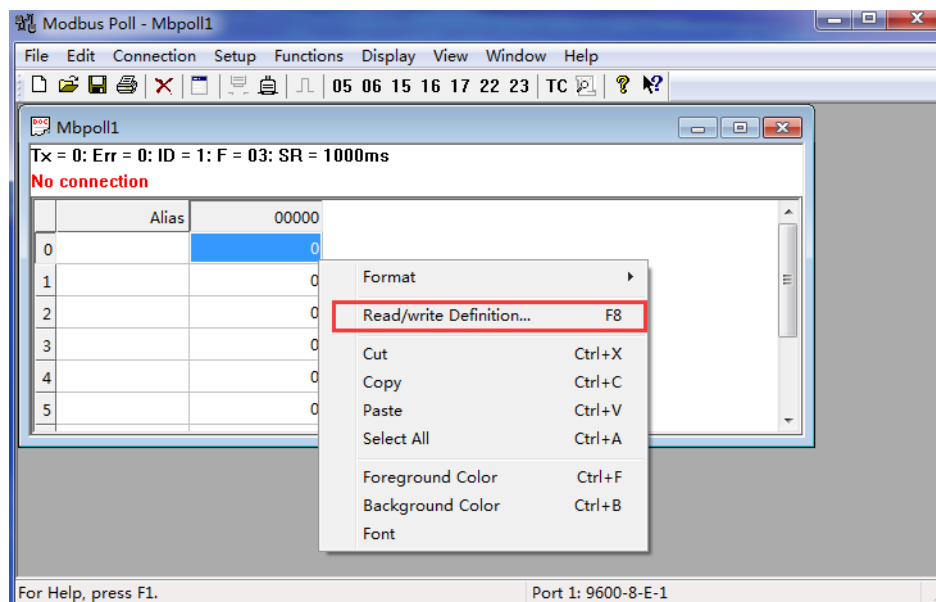 Modbus Poll - Mbpoll1
File Edit Connection Setup Functions Display View Window Help
05 06 15 16 17 22 23 TC
Mbpoll1
Tx = 0: Err = 0: ID = 1: F = 03: SR = 1000ms
No connection
Alias 00000
0 0
1 0
2 0
3 0
4 0
5 0
Format
Read/write Definition... F8
Cut Ctrl+X
Copy Ctrl+C
Paste Ctrl+V
Select All Ctrl+A
Foreground Color Ctrl+F
Background Color Ctrl+B
Font
For Help, press F1. Port 1: 9600-8-E-1